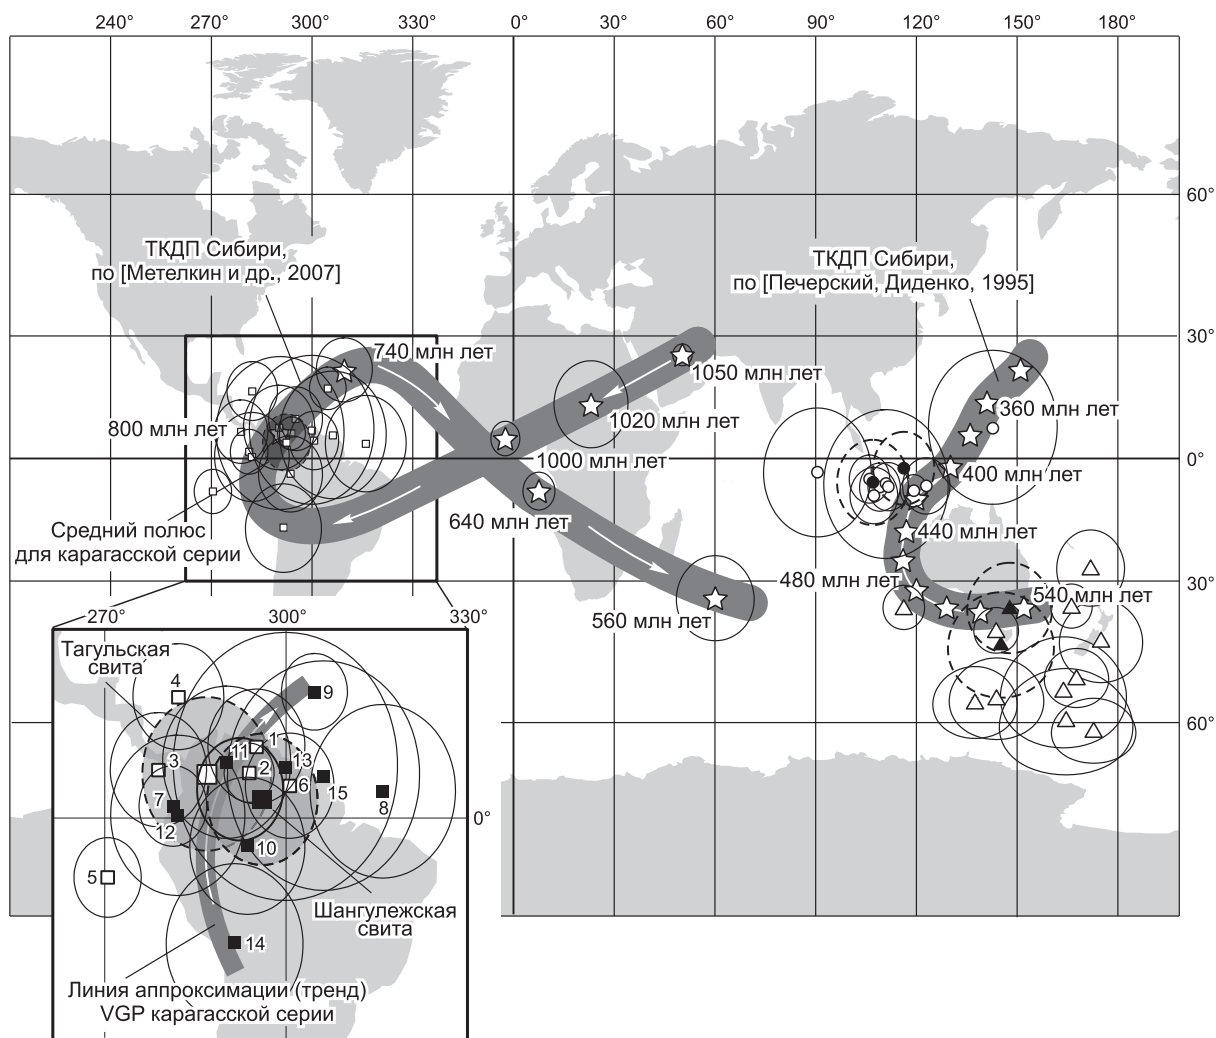 240° 270° 300° 330° 0° 30° 60° 90° 120° 150° 180°
60°
ТКДП Сибири,
по [Метелкин и др., 2007]
ТКДП Сибири,
по [Печерский, Диденко, 1995]
30°
740 млн лет
1050 млн лет
1020 млн лет
360 млн лет
800 млн лет
1000 млн лет
0°
400 млн лет
640 млн лет
440 млн лет
Средний полюс
для карагасской серии
480 млн лет
30°
540 млн лет
560 млн лет
270° 300° 330°
Тагульская
свита
4
9
60°
1
11
3
2
13
6
7
15
8
12
0°
10
5
Шангулежская
свита
14
Линия аппроксимации (тренд)
VGP карагасской серии